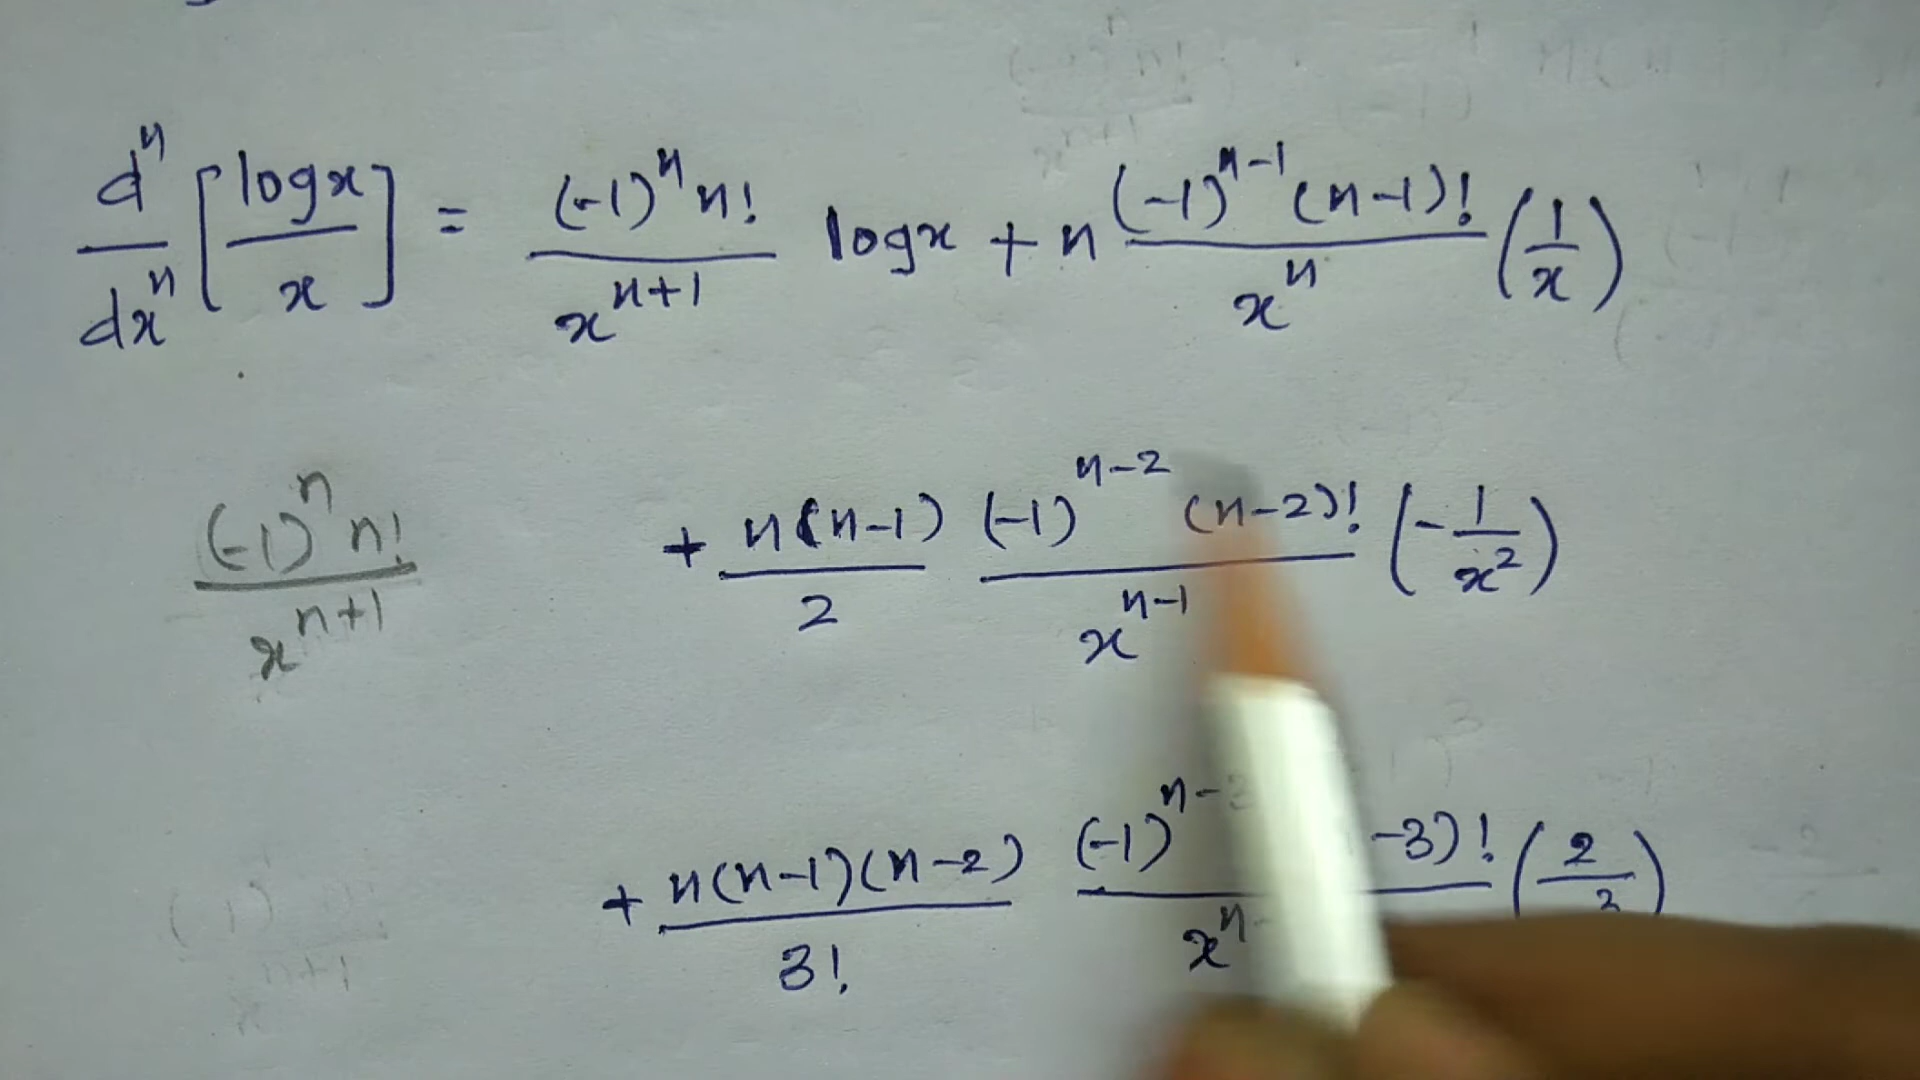 dⁿ/dxⁿ [log x / x] = (-1)ⁿ n! / xⁿ⁺¹ log x + n (-1)ⁿ⁻¹ (n-1)! / xⁿ (1/x)
(-1)ⁿ n! / xⁿ⁺¹
+ n(n-1) / 2 (-1)ⁿ⁻² (n-2)! / xⁿ⁻¹ (-1/x²)
+ n(n-1)(n-2) / 3! (-1)ⁿ⁻ -3)! / xⁿ⁻ (2/